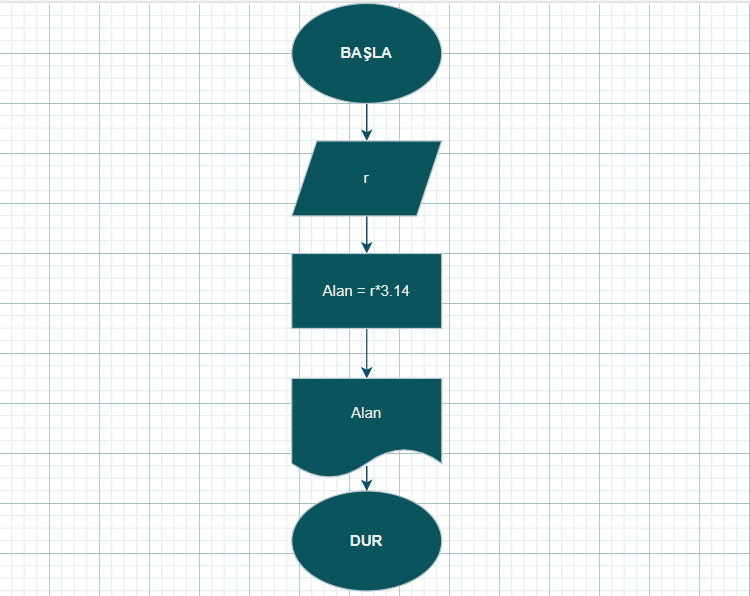 BAŞLA
r
Alan = r*3.14
Alan
DUR